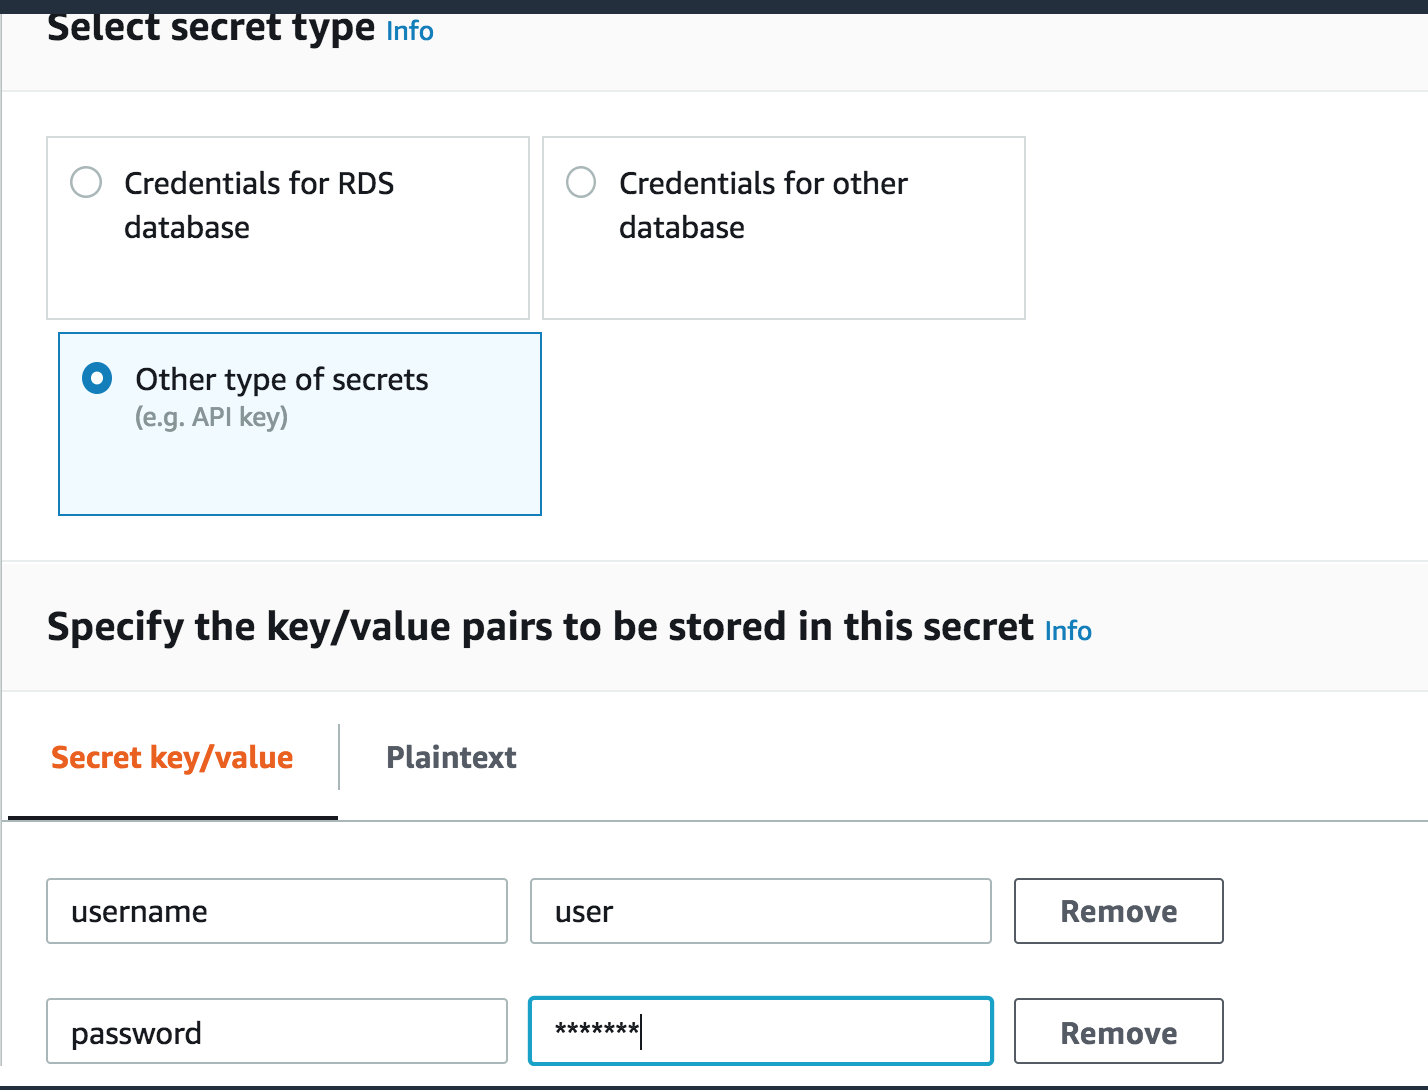 Select secret type Info
Credentials for RDS
database
Credentials for other
database
Other type of secrets
(e.g. API key)
Specify the key/value pairs to be stored in this secret Info
Secret key/value
Plaintext
username
user
Remove
password
*******
Remove